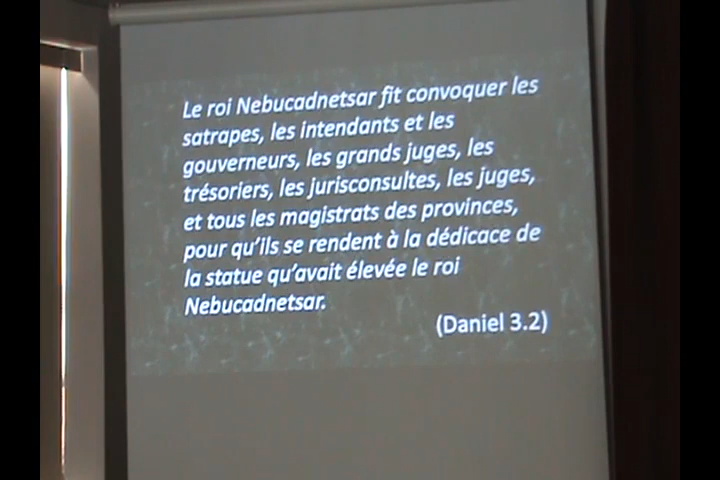 Le roi Nebucadnetsar fit convoquer les
satrapes, les intendants et les
gouverneurs, les grands juges, les
trésoriers, les jurisconsultes, les juges,
et tous les magistrats des provinces,
pour qu'ils se rendent à la dédicace de
la statue qu'avait élevée le roi
Nebucadnetsar.
(Daniel 3.2)